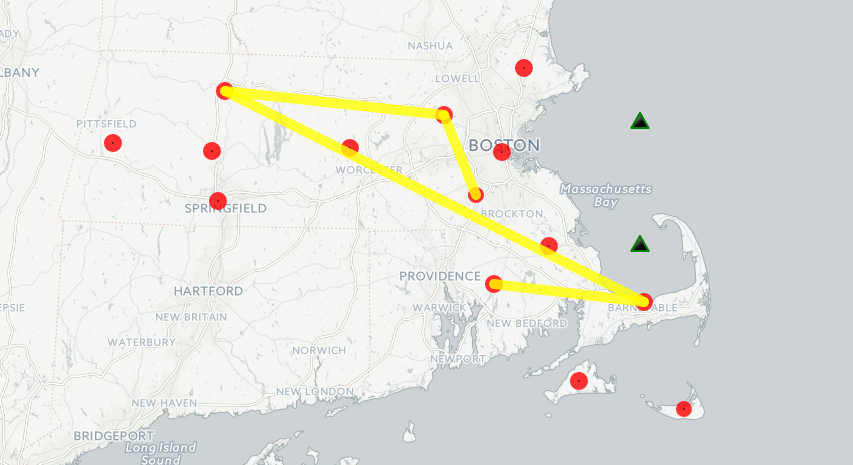 NASHUA
ADY
LBANY
LOWELL
PITTSFIELD
BOSTON
WORCESTER
Massachusetts
Bay
SPRINGFIELD
BROCKTON
PROVIDENCE
HARTFORD
EPSIE
WARWICK
BARNSTABLE
NEW BRITAIN
NEW BEDFORD
WATERBURY
NORWICH
NEWPORT
NEW LONDON
NEW HAVEN
BRIDGEPORT
Long Island
Sound